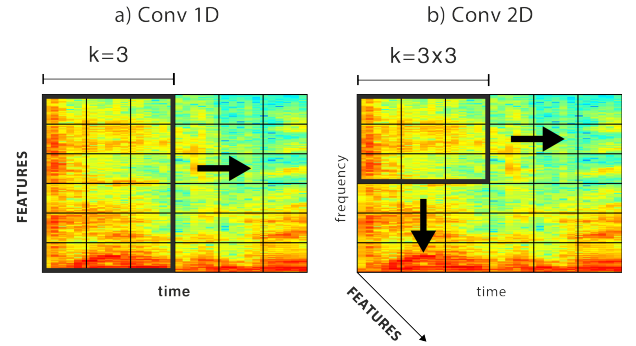 a) Conv 1D
k=3
FEATURES
time
b) Conv 2D
k=3x3
frequency
time
FEATURES